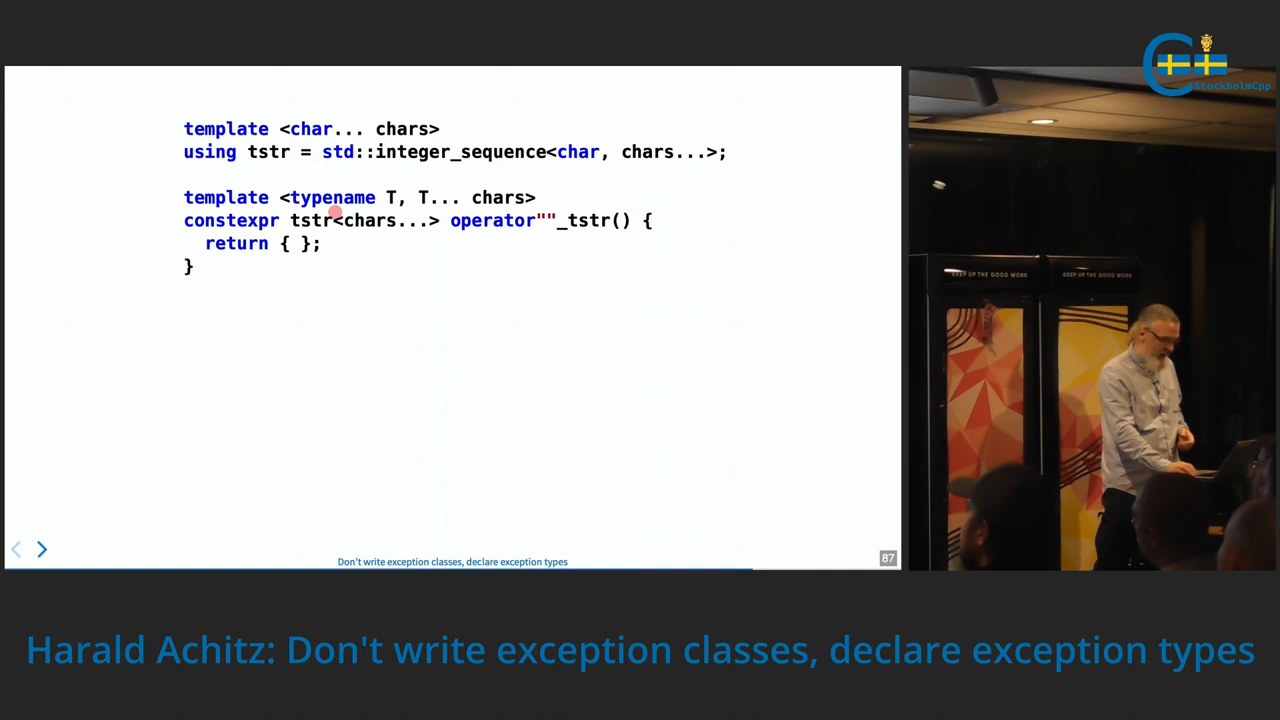 StockholmCpp
template <char... chars>
using tstr = std::integer_sequence<char, chars...>;
template <typename T, T... chars>
constexpr tstr<chars...> operator""_tstr() {
  return { };
}
KEEP UP THE GOOD WORK
KEEP UP THE GOOD WORK
Don't write exception classes, declare exception types
87
Harald Achitz: Don't write exception classes, declare exception types